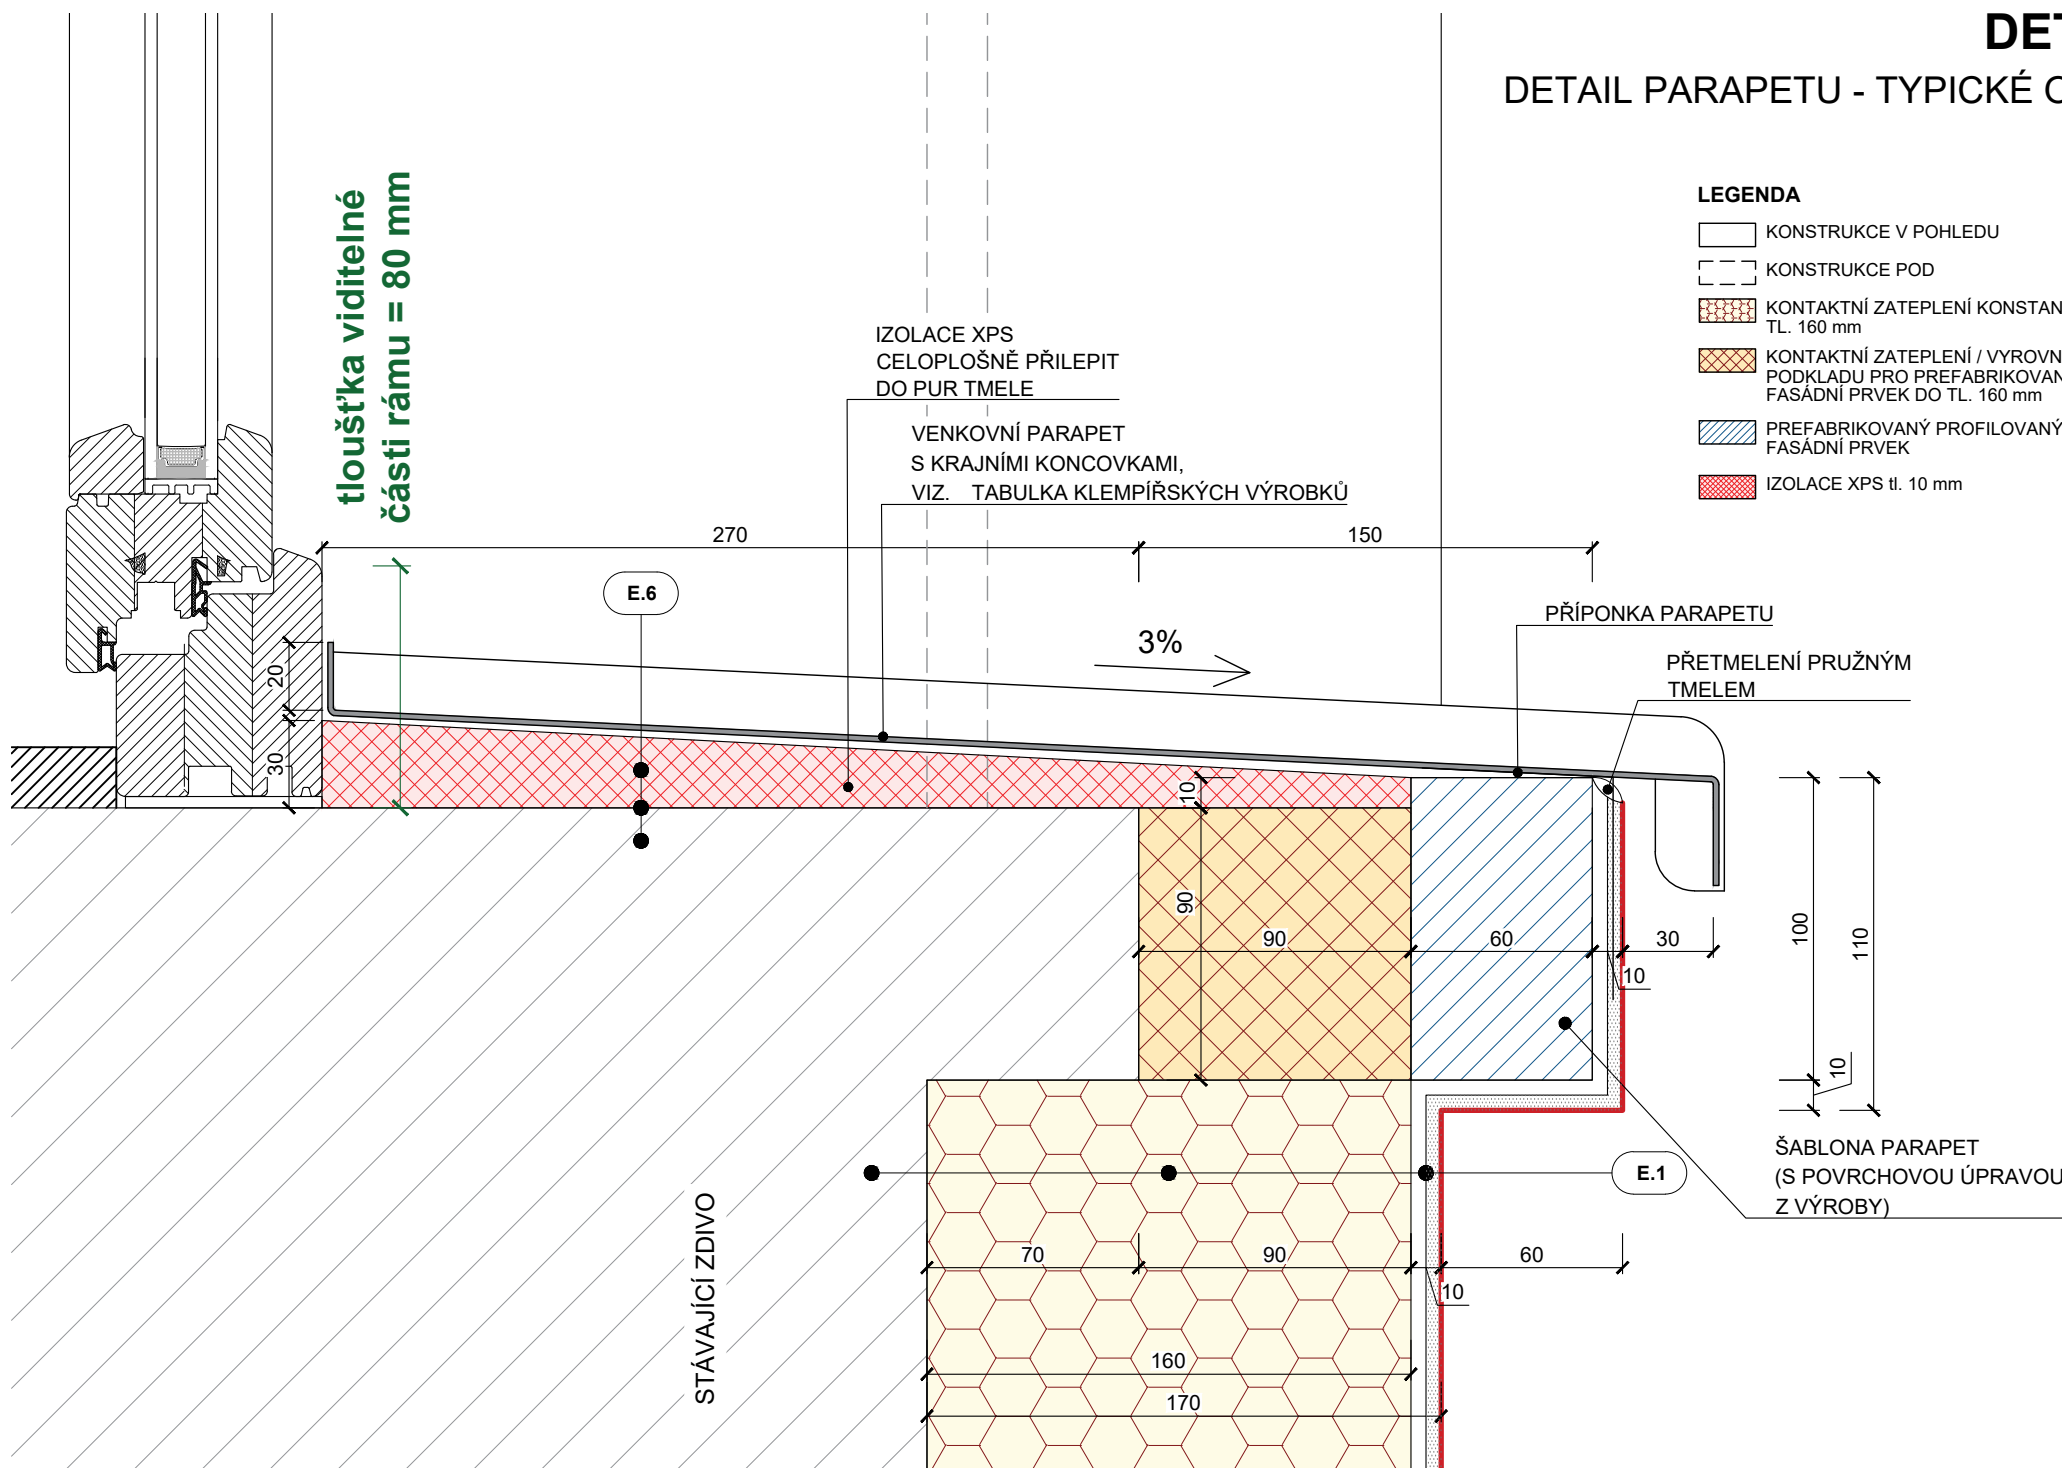 DET
DETAIL PARAPETU - TYPICKÉ
LEGENDA
KONSTRUKCE V POHLEDU
KONSTRUKCE POD
KONTAKTNÍ ZATEPLENÍ KONSTAN
TL. 160 mm
KONTAKTNÍ ZATEPLENÍ / VYROVN
PODKLADU PRO PREFABRIKOVAN
FASÁDNÍ PRVEK DO TL. 160 mm
PREFABRIKOVANÝ PROFILOVANÝ
FASÁDNÍ PRVEK
IZOLACE XPS tl. 10 mm
tloušťka viditelné
části rámu = 80 mm
IZOLACE XPS
CELOPLOŠNĚ PŘILEPIT
DO PUR TMELE
VENKOVNÍ PARAPET
S KRAJNÍMI KONCOVKAMI,
VIZ. TABULKA KLEMPÍŘSKÝCH VÝROBKŮ
270
150
E.6
3%
PŘÍPONKA PARAPETU
PŘETMELENÍ PRUŽNÝM
TMELEM
20
30
10
90
90
60
30
10
100
110
10
ŠABLONA PARAPET
(S POVRCHOVOU ÚPRAVOU
Z VÝROBY)
E.1
STÁVAJÍCÍ ZDIVO
70
90
60
10
160
170